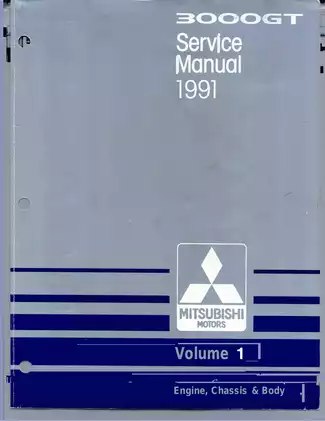 3000GT
Service
Manual
1991
MITSUBISHI
MOTORS
Volume 1
Engine, Chassis & Body